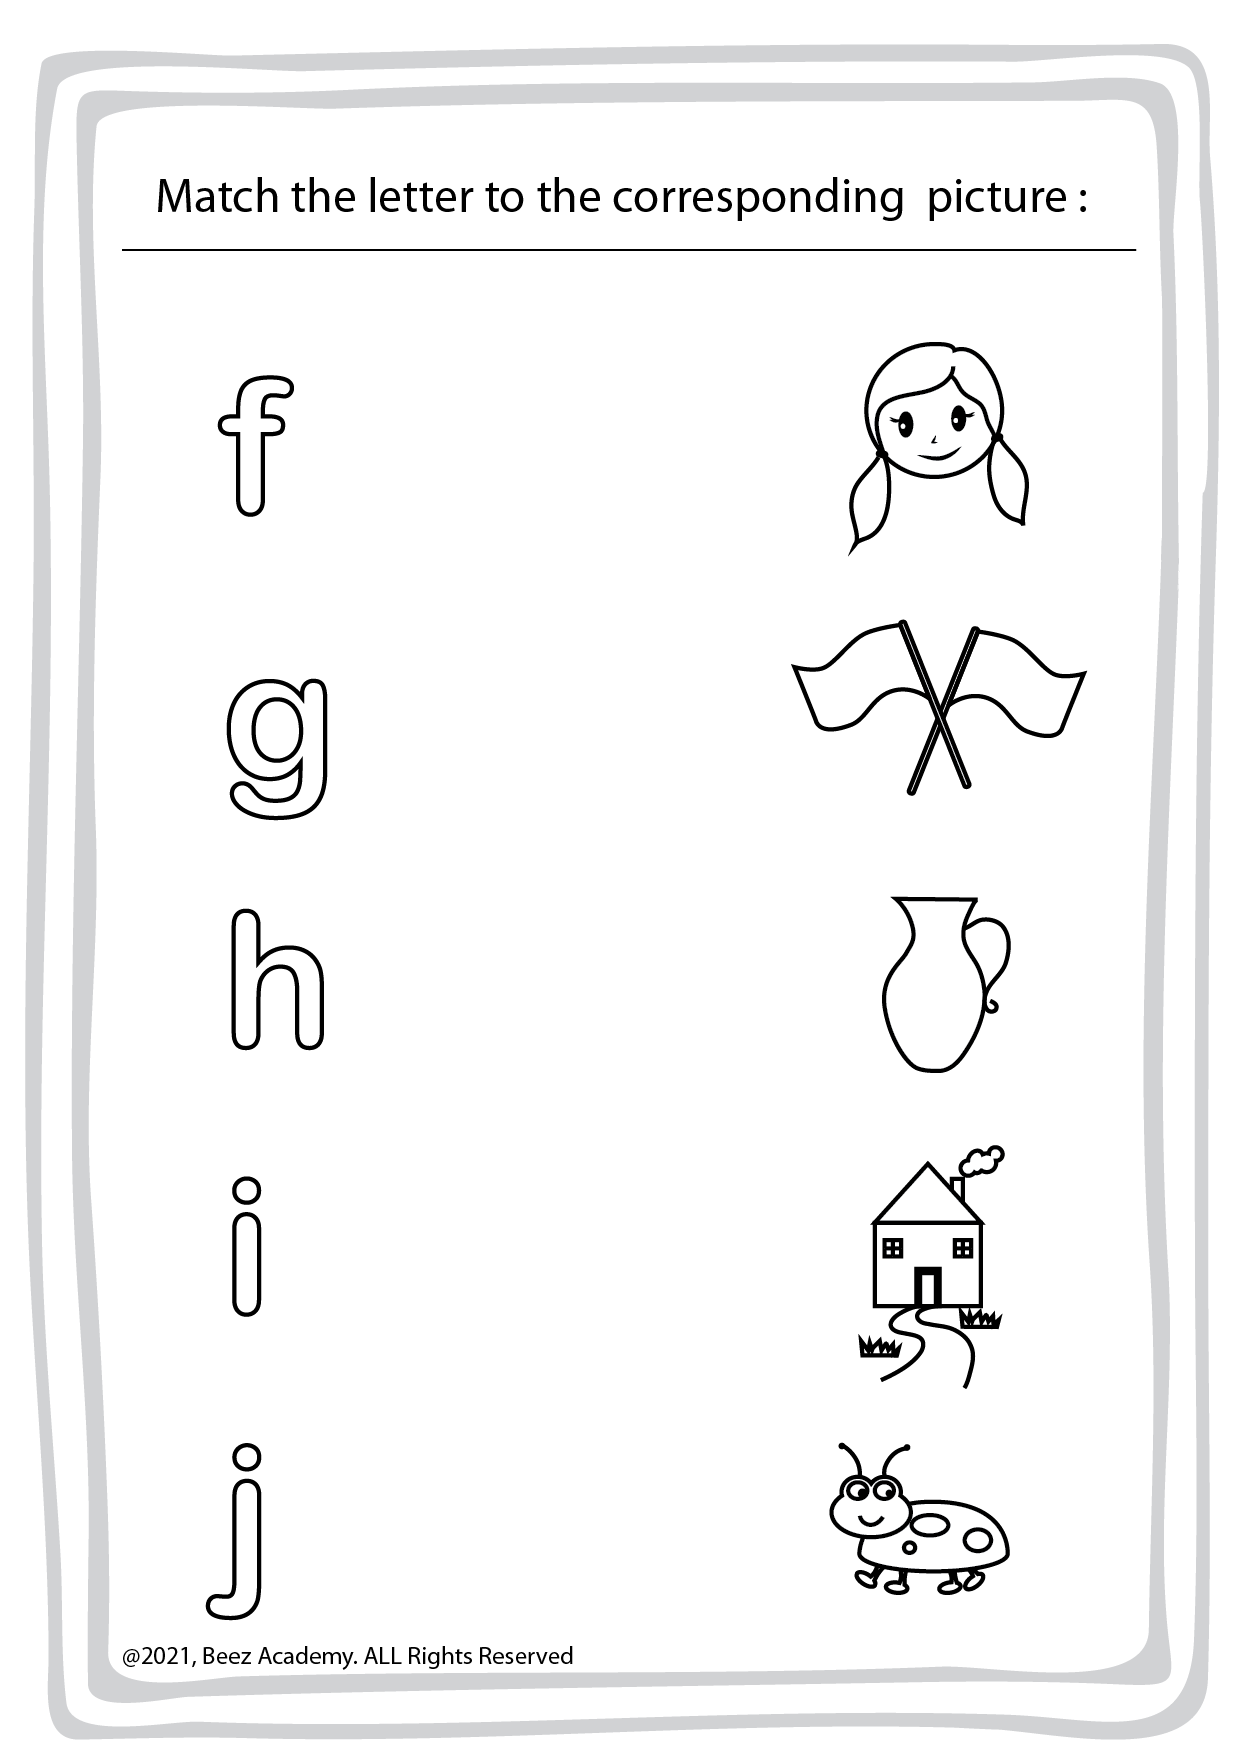 Match the letter to the corresponding  picture :
f
g
h
i
j
@2021, Beez Academy. ALL Rights Reserved